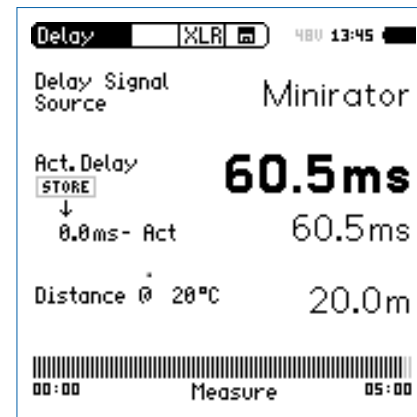 Delay XLR 48V 13:45
Delay Signal
Source
Minirator
Act. Delay
60.5ms
STORE
↓
0.0ms- Act
60.5ms
Distance @ 20°C
20.0m
00:00 Measure 05:00